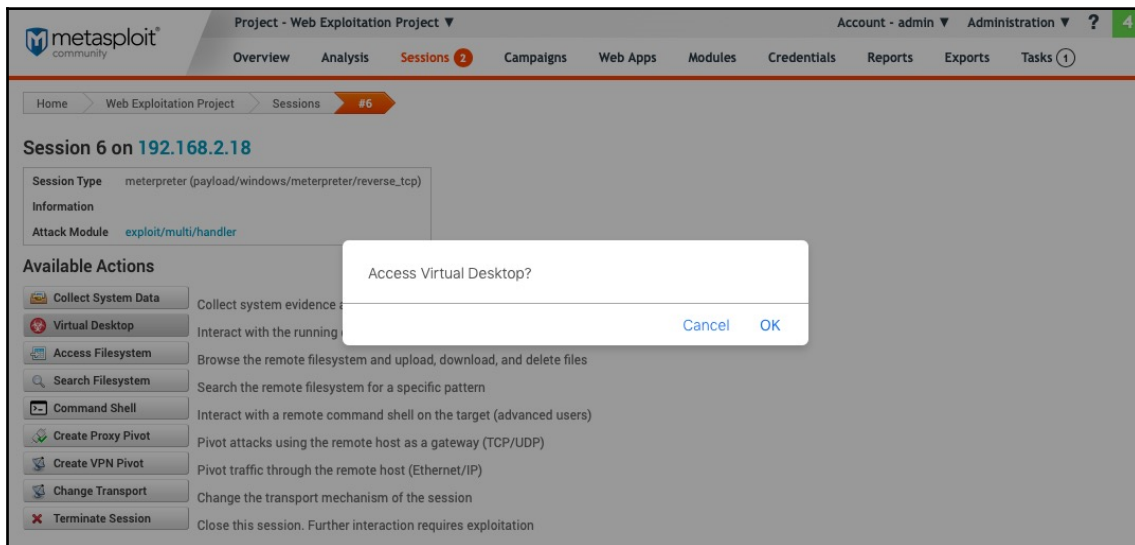 metasploit®
community
Project - Web Exploitation Project ▼
Account - admin ▼ Administration ▼ ? 4
Overview Analysis Sessions 2 Campaigns Web Apps Modules Credentials Reports Exports Tasks 1
Home Web Exploitation Project Sessions #6
Session 6 on 192.168.2.18
Session Type meterpreter (payload/windows/meterpreter/reverse_tcp)
Information
Attack Module exploit/multi/handler
Available Actions
Collect System Data Collect system evidence
Virtual Desktop Interact with the running
Access Filesystem Browse the remote filesystem and upload, download, and delete files
Search Filesystem Search the remote filesystem for a specific pattern
Command Shell Interact with a remote command shell on the target (advanced users)
Create Proxy Pivot Pivot attacks using the remote host as a gateway (TCP/UDP)
Create VPN Pivot Pivot traffic through the remote host (Ethernet/IP)
Change Transport Change the transport mechanism of the session
Terminate Session Close this session. Further interaction requires exploitation
Access Virtual Desktop?
Cancel OK